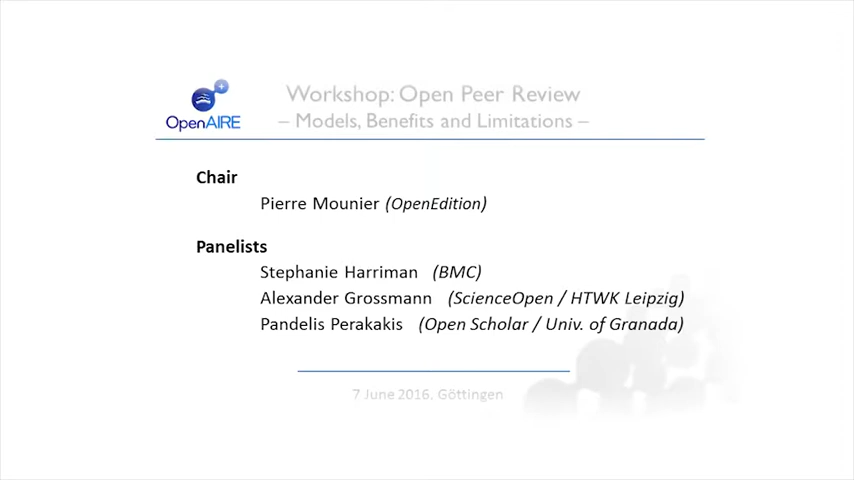 OpenAIRE
Workshop: Open Peer Review
– Models, Benefits and Limitations –
Chair
Pierre Mounier (OpenEdition)
Panelists
Stephanie Harriman (BMC)
Alexander Grossmann (ScienceOpen / HTWK Leipzig)
Pandelis Perakakis (Open Scholar / Univ. of Granada)
7 June 2016, Göttingen